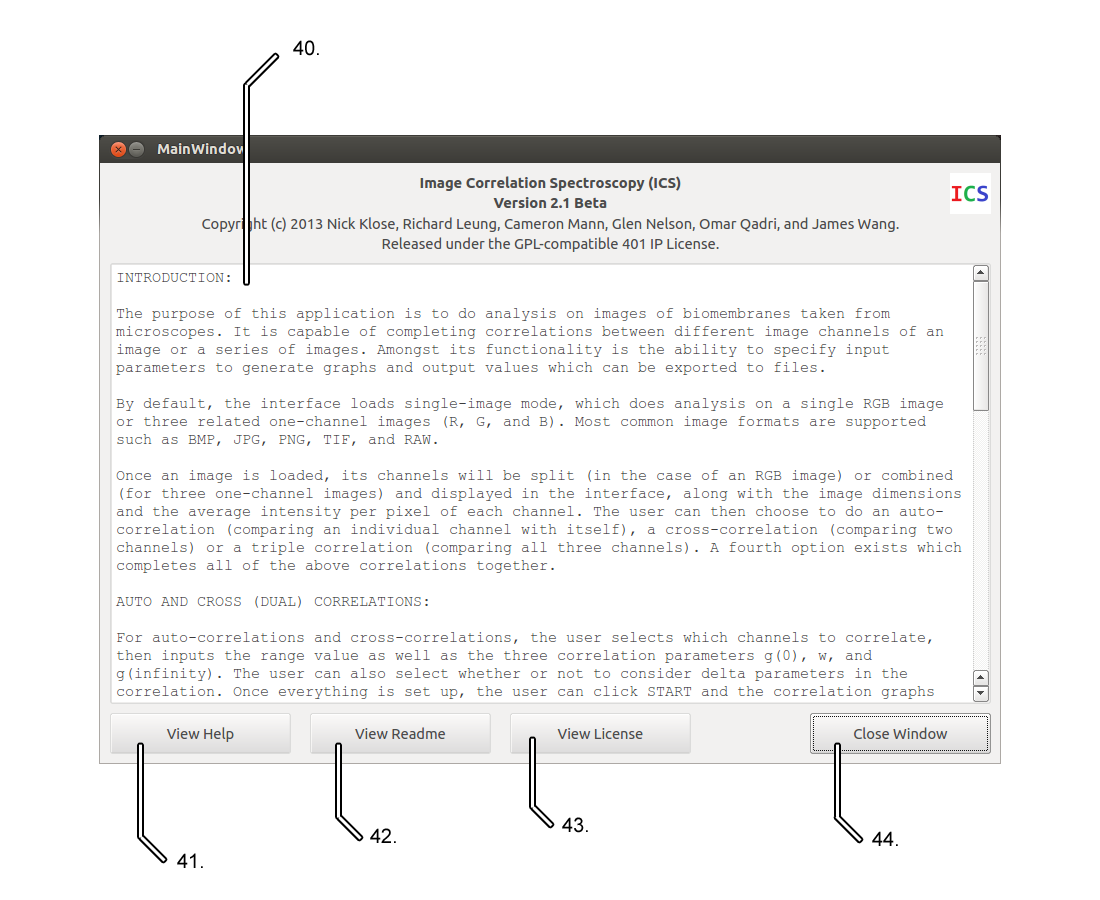 40.
MainWindow
Image Correlation Spectroscopy (ICS)
Version 2.1 Beta
ICS
Copyright (c) 2013 Nick Klose, Richard Leung, Cameron Mann, Glen Nelson, Omar Qadri, and James Wang.
Released under the GPL-compatible 401 IP License.
INTRODUCTION:
The purpose of this application is to do analysis on images of biomembranes taken from
microscopes. It is capable of completing correlations between different image channels of an
image or a series of images. Amongst its functionality is the ability to specify input
parameters to generate graphs and output values which can be exported to files.
By default, the interface loads single-image mode, which does analysis on a single RGB image
or three related one-channel images (R, G, and B). Most common image formats are supported
such as BMP, JPG, PNG, TIF, and RAW.
Once an image is loaded, its channels will be split (in the case of an RGB image) or combined
(for three one-channel images) and displayed in the interface, along with the image dimensions
and the average intensity per pixel of each channel. The user can then choose to do an auto-
correlation (comparing an individual channel with itself), a cross-correlation (comparing two
channels) or a triple correlation (comparing all three channels). A fourth option exists which
completes all of the above correlations together.
AUTO AND CROSS (DUAL) CORRELATIONS:
For auto-correlations and cross-correlations, the user selects which channels to correlate,
then inputs the range value as well as the three correlation parameters g(0), w, and
g(infinity). The user can also select whether or not to consider delta parameters in the
correlation. Once everything is set up, the user can click START and the correlation graphs
View Help
View Readme
View License
Close Window
41.
42.
43.
44.